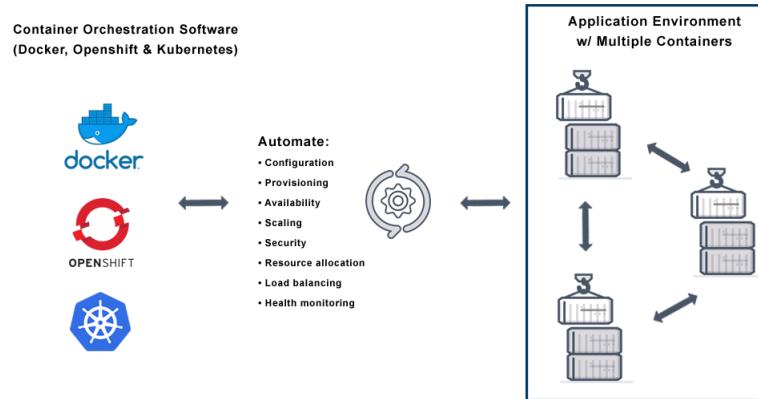 Container Orchestration Software
(Docker, Openshift & Kubernetes)
docker
OPENSHIFT
Automate:
• Configuration
• Provisioning
• Availability
• Scaling
• Security
• Resource allocation
• Load balancing
• Health monitoring
Application Environment
w/ Multiple Containers